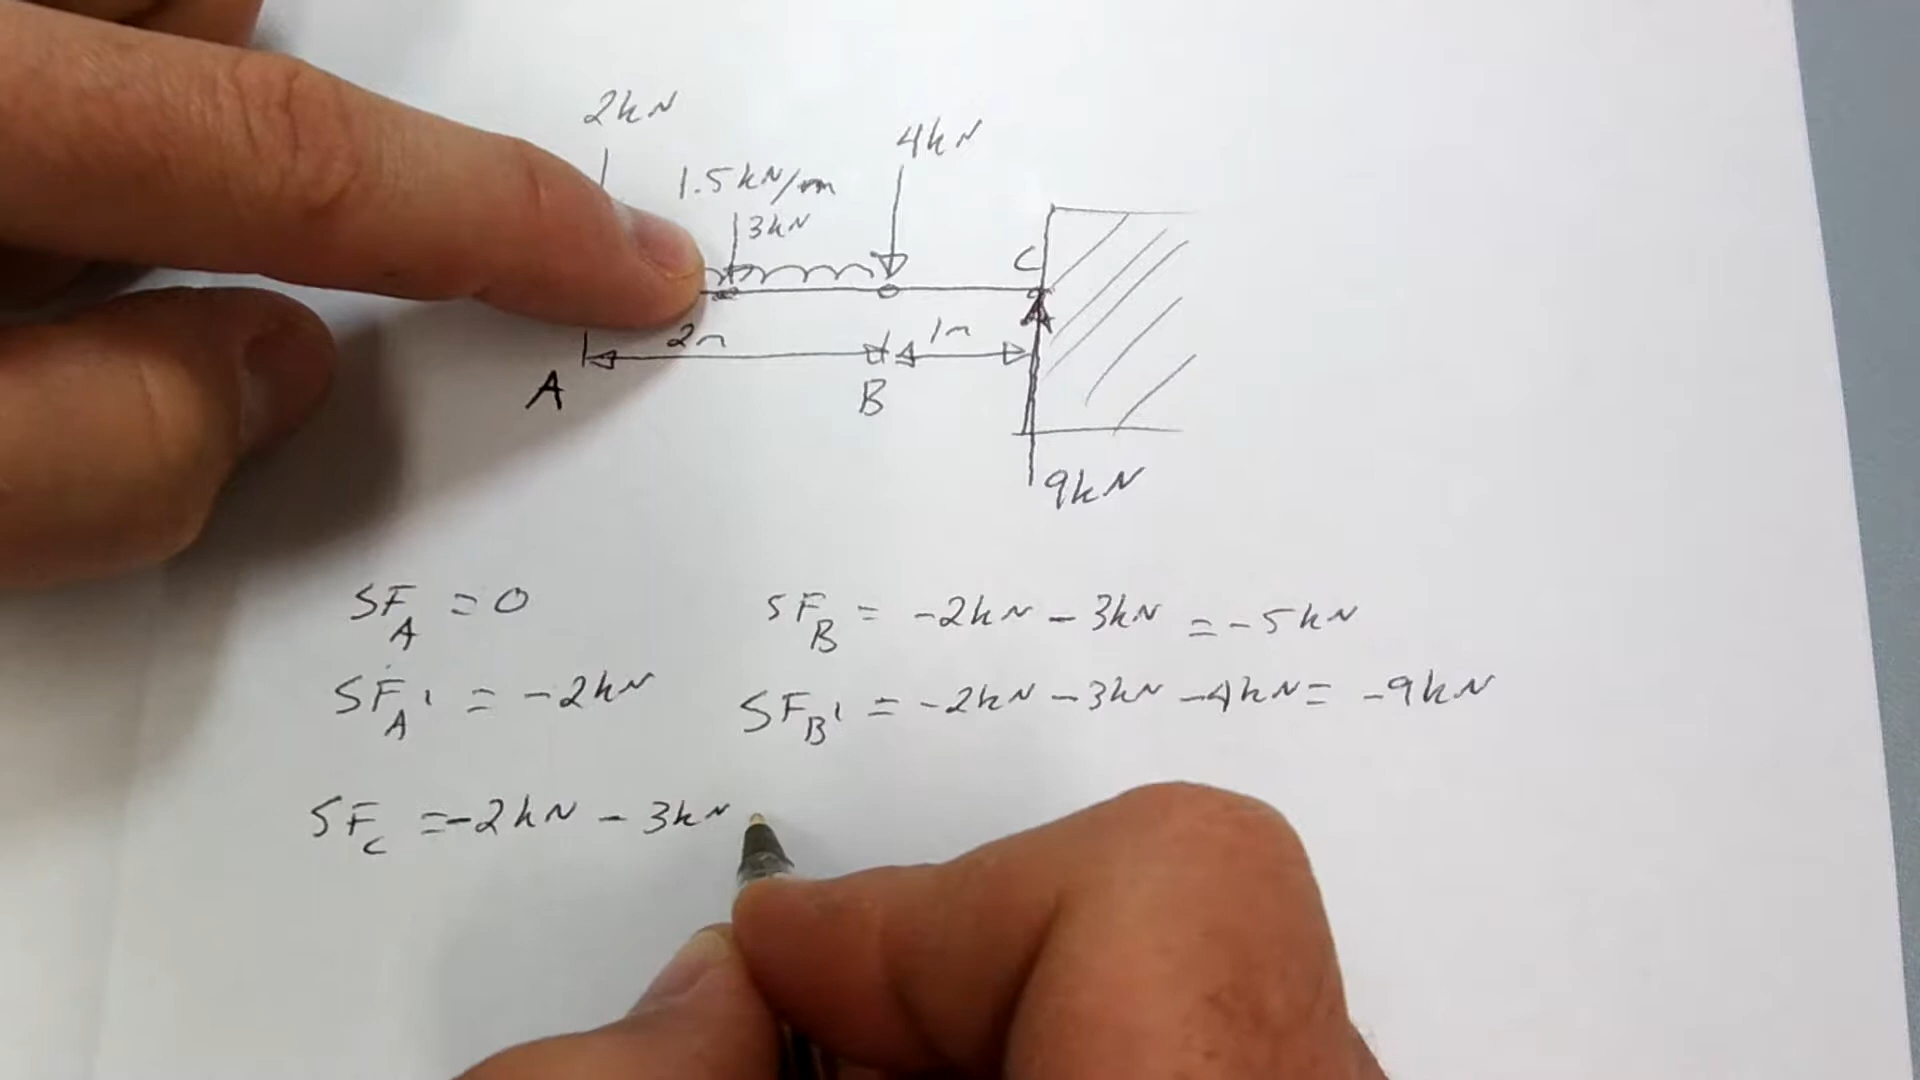 2kN
4kN
1.5kN/m
3kN
C
2m
1m
A
B
9kN
SF_A = 0
SF_B = -2kN - 3kN = -5kN
SF_A' = -2kN
SF_B' = -2kN - 3kN - 4kN = -9kN
SF_C = -2kN - 3kN